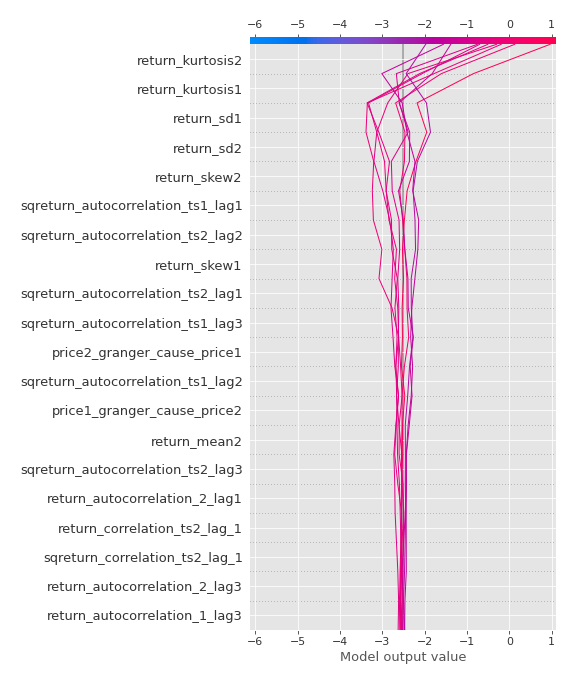 −6 −5 −4 −3 −2 −1 0 1
return_kurtosis2
return_kurtosis1
return_sd1
return_sd2
return_skew2
sqreturn_autocorrelation_ts1_lag1
sqreturn_autocorrelation_ts2_lag2
return_skew1
sqreturn_autocorrelation_ts2_lag1
sqreturn_autocorrelation_ts1_lag3
price2_granger_cause_price1
sqreturn_autocorrelation_ts1_lag2
price1_granger_cause_price2
return_mean2
sqreturn_autocorrelation_ts2_lag3
return_autocorrelation_2_lag1
return_correlation_ts2_lag_1
sqreturn_correlation_ts2_lag_1
return_autocorrelation_2_lag3
return_autocorrelation_1_lag3
−6 −5 −4 −3 −2 −1 0 1
Model output value